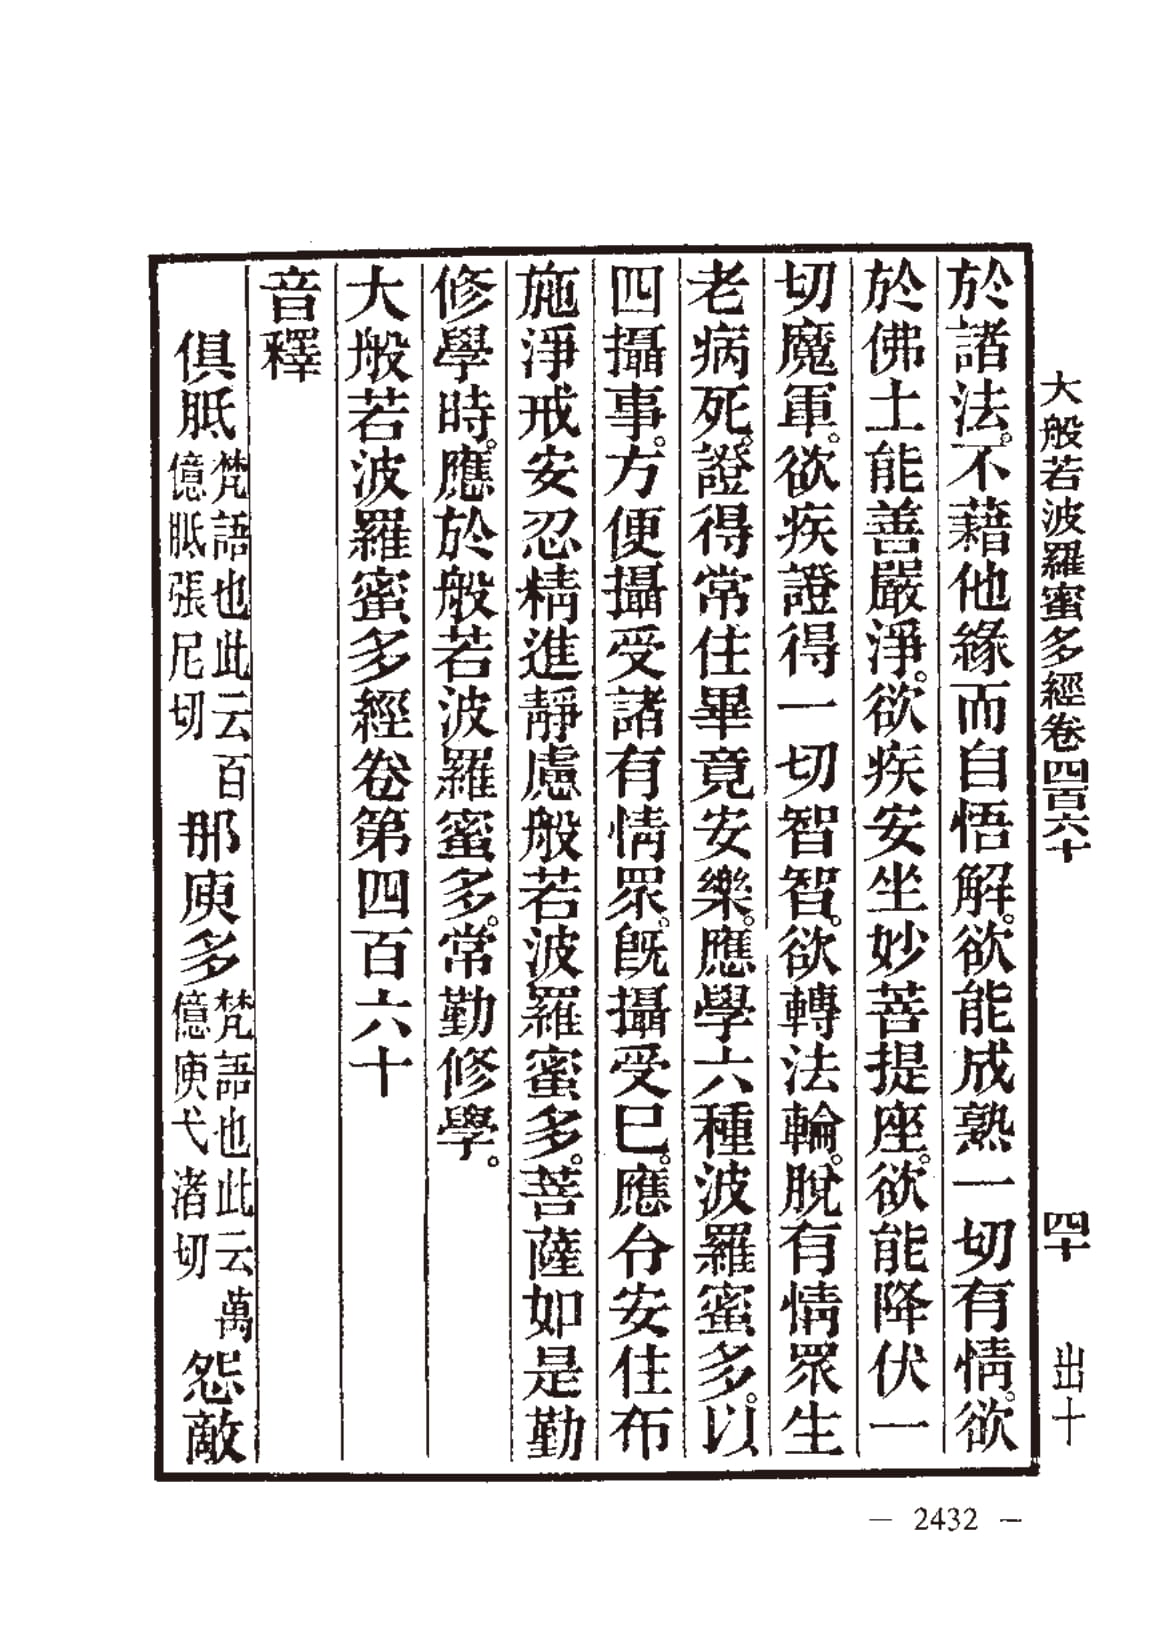 大般若波羅蜜多經卷四百六十　四十　出十
於諸法。不藉他緣而自悟解。欲能成熟一切有情。欲
於佛土能善嚴淨。欲疾安坐妙菩提座。欲能降伏一
切魔軍。欲疾證得一切智智。欲轉法輪。脫有情眾生
老病死。證得常住畢竟安樂。應學六種波羅蜜多。以
四攝事。方便攝受諸有情眾。既攝受已。應令安住布
施淨戒安忍精進靜慮般若波羅蜜多。菩薩如是勤
修學時。應於般若波羅蜜多。常勤修學。
大般若波羅蜜多經卷第四百六十
音釋
俱胝梵語也此云百億胝張尼切　那庾多梵語也此云萬億庾弋渚切　怨敵
— 2432 —